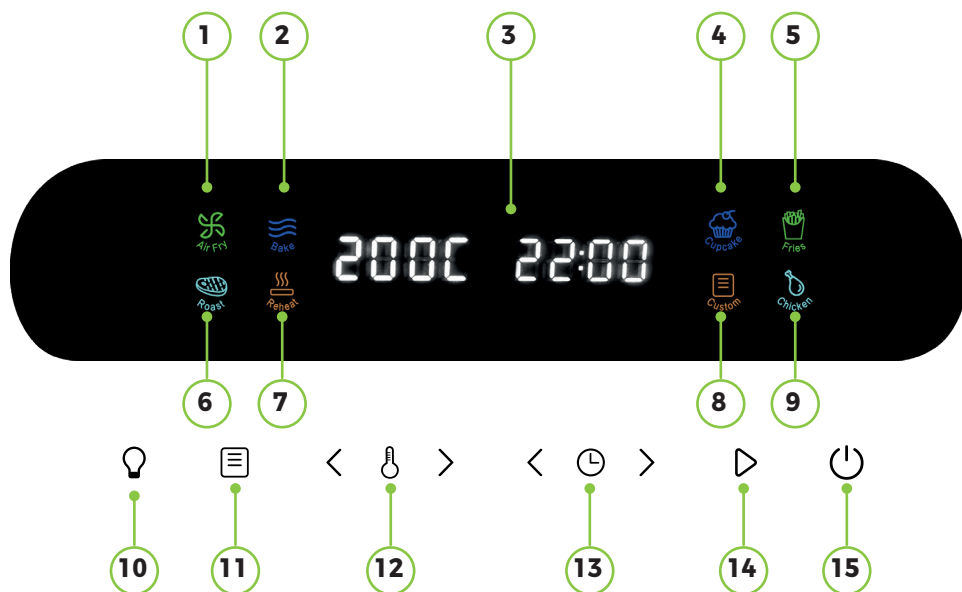 1 2 3 4 5
Air Fry Bake Cupcake Fries
200C 22:00
Roast Reheat Custom Chicken
6 7 8 9
10 11 12 13 14 15